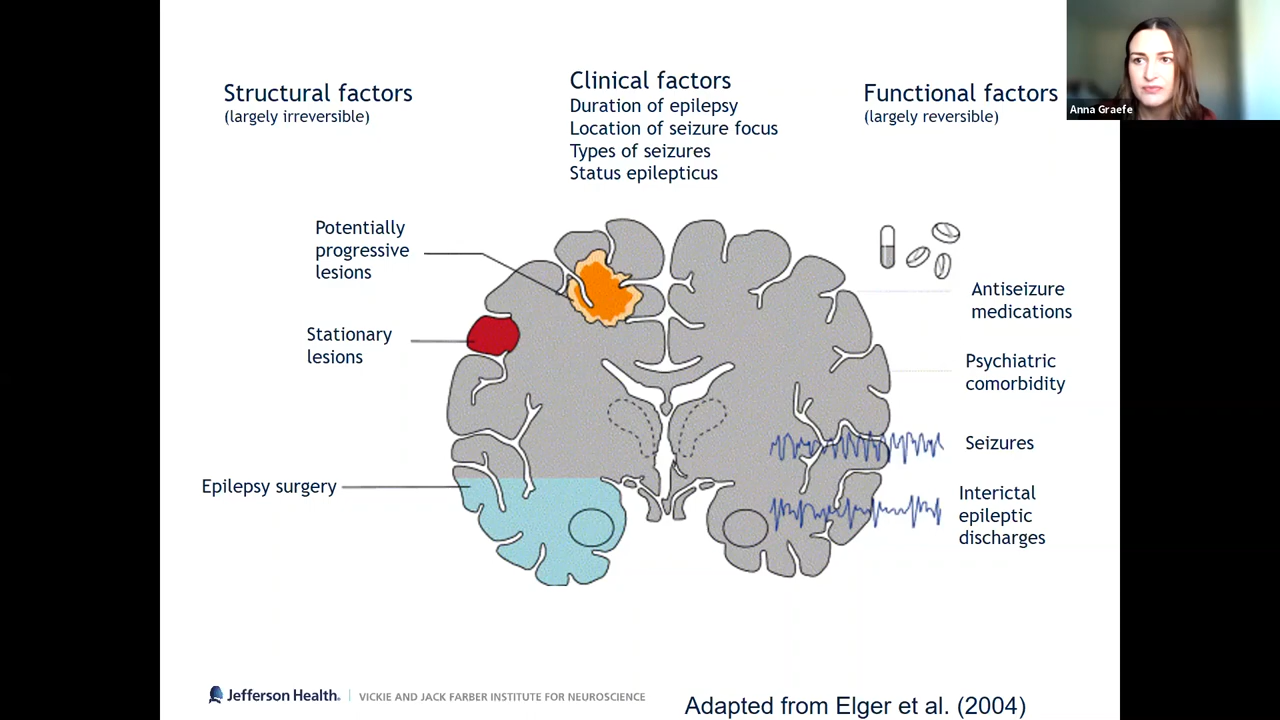 Structural factors
(largely irreversible)
Clinical factors
Duration of epilepsy
Location of seizure focus
Types of seizures
Status epilepticus
Functional factors
(largely reversible)
Anna Graefe
Potentially
progressive
lesions
Stationary
lesions
Epilepsy surgery
Antiseizure
medications
Psychiatric
comorbidity
Seizures
Interictal
epileptic
discharges
Jefferson Health.
VICKIE AND JACK FARBER INSTITUTE FOR NEUROSCIENCE
Adapted from Elger et al. (2004)